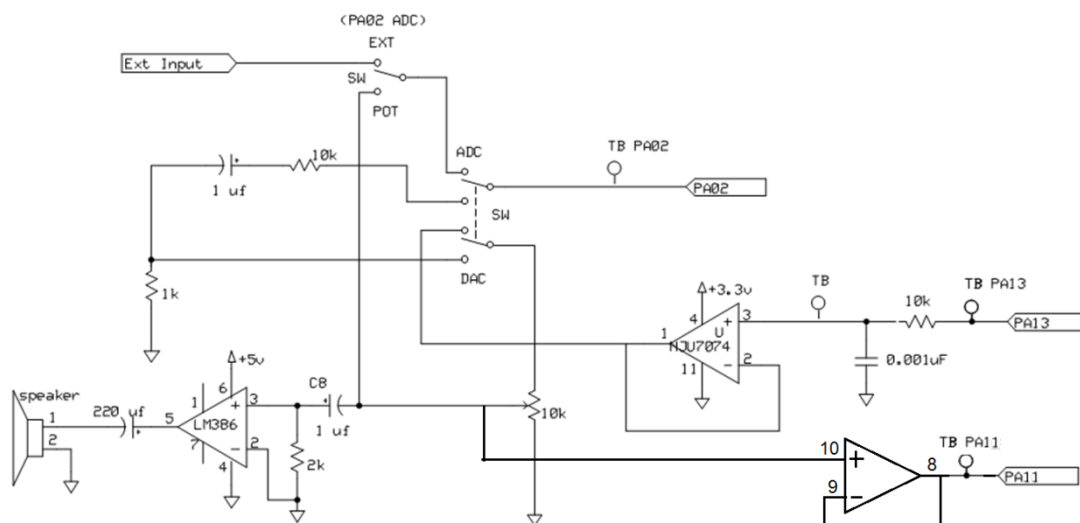 (PA02 ADC)
EXT
Ext Input
SW
POT
10k
ADC
TB PA02
1 uf
PA02
SW
DAC
1k
+3.3v
TB
10k
TB PA13
4
3
1
+
U
NJU7074
PA13
2
-
11
0.001uF
+5v
6
C8
speaker
1
220 uf
5
1
+
3
10k
LM386
1 uf
2
-
2
7
2k
4
10
+
8
TB PA11
9
-
PA11